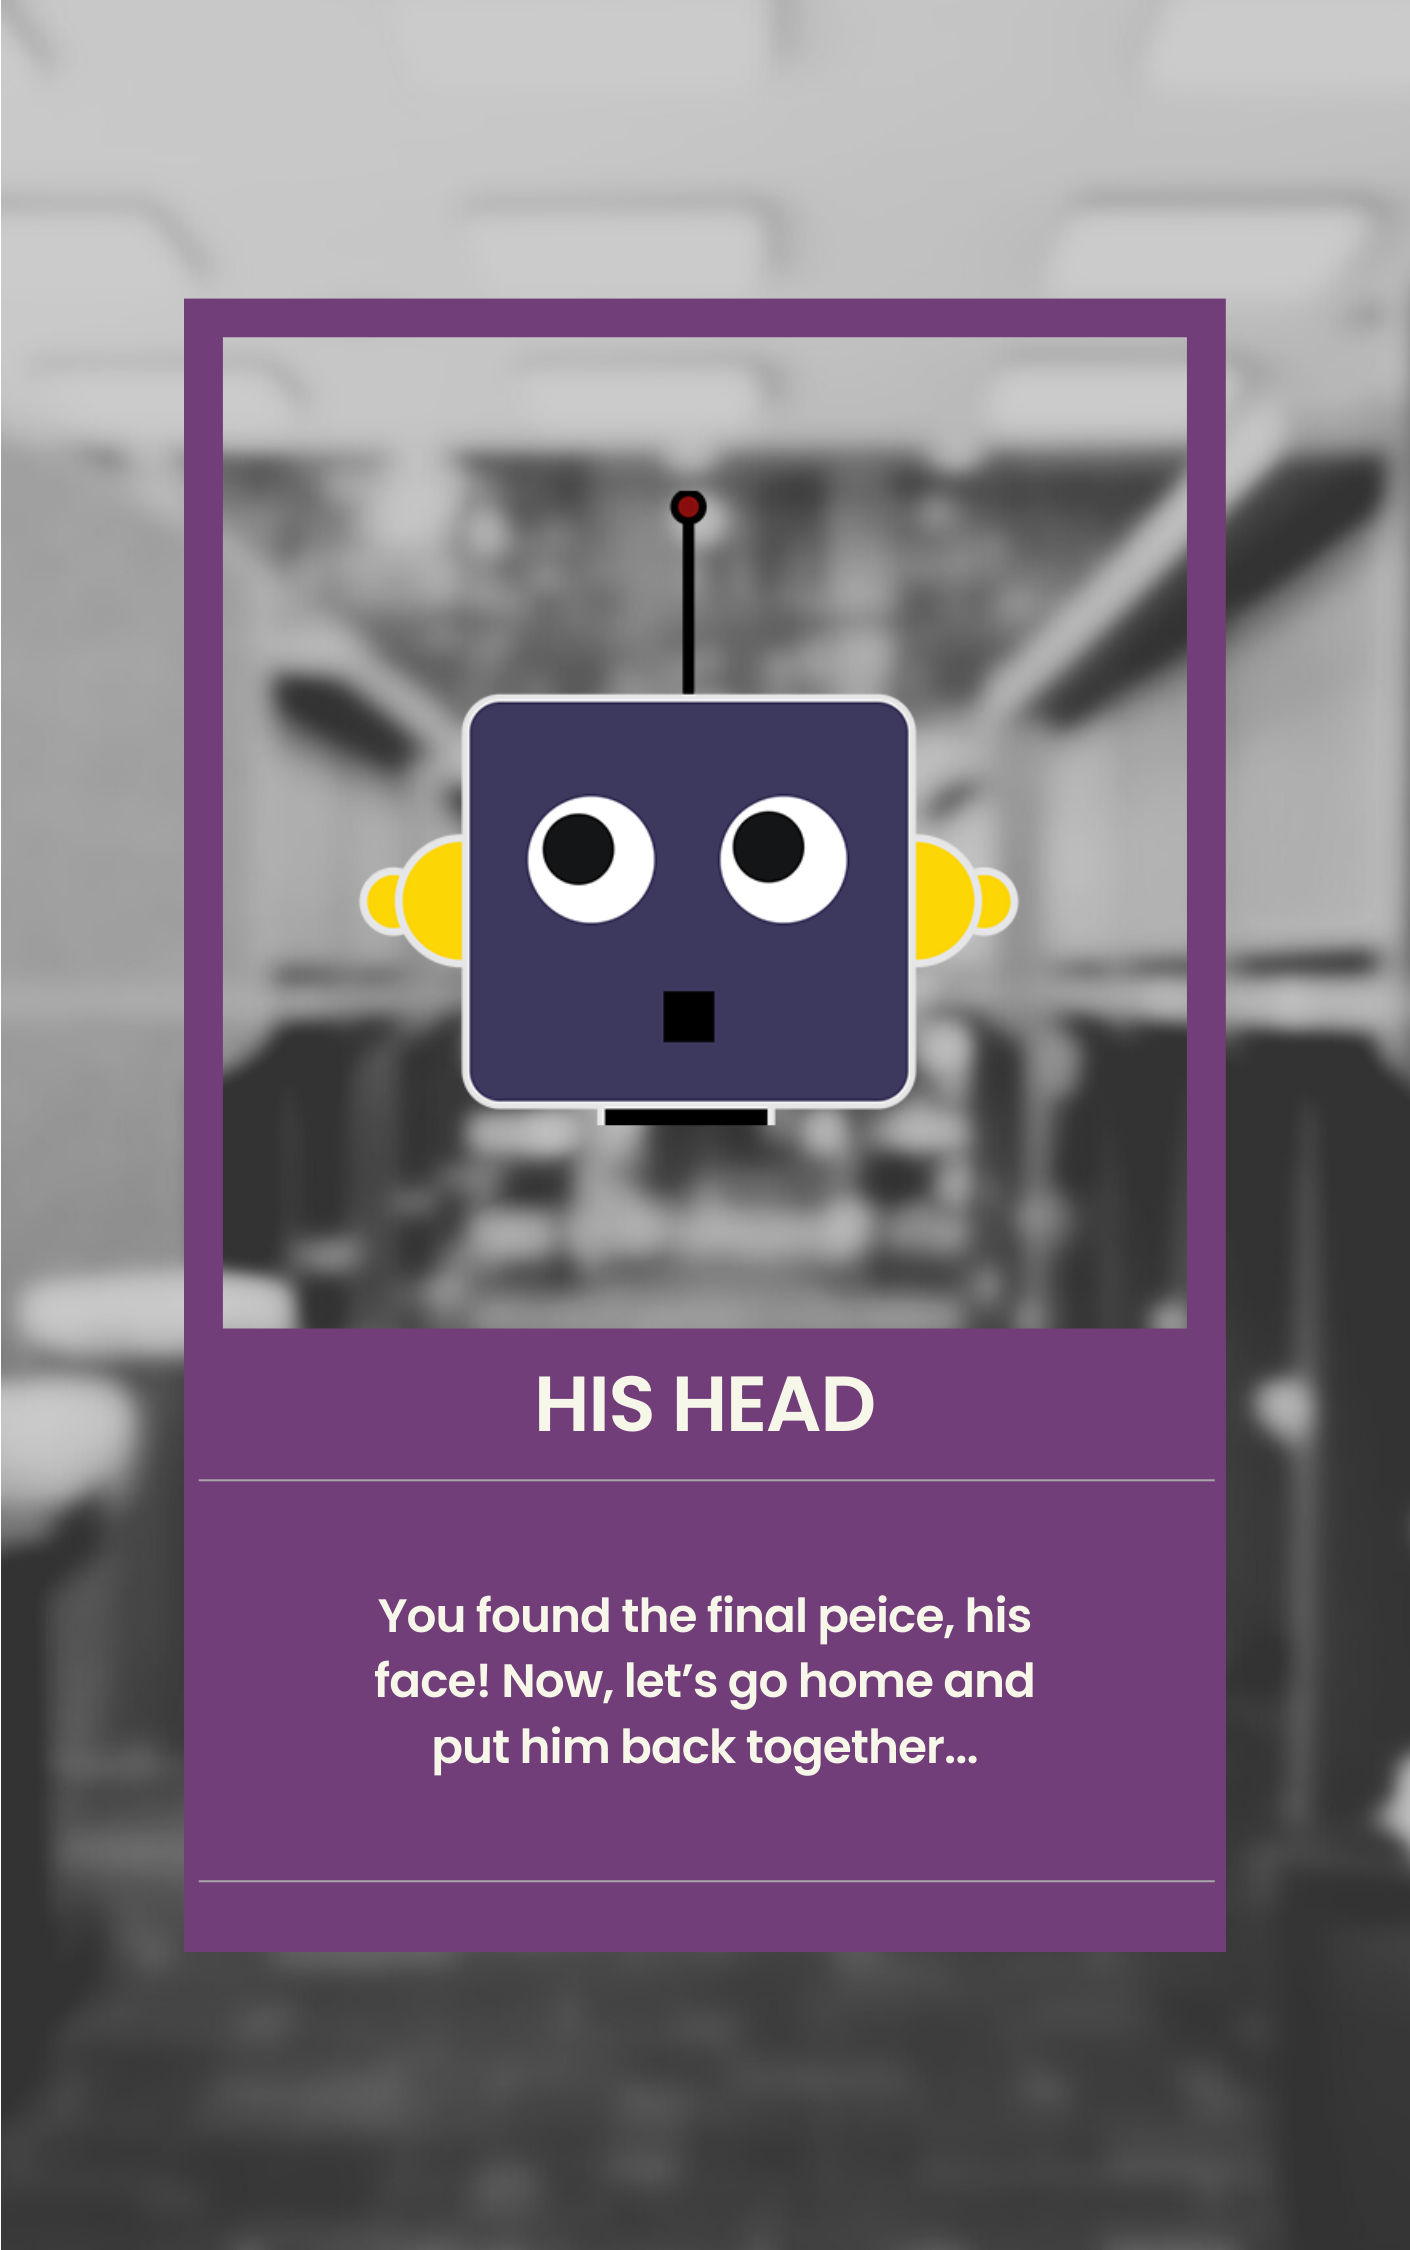 HIS HEAD
You found the final peice, his
face! Now, let’s go home and
put him back together...